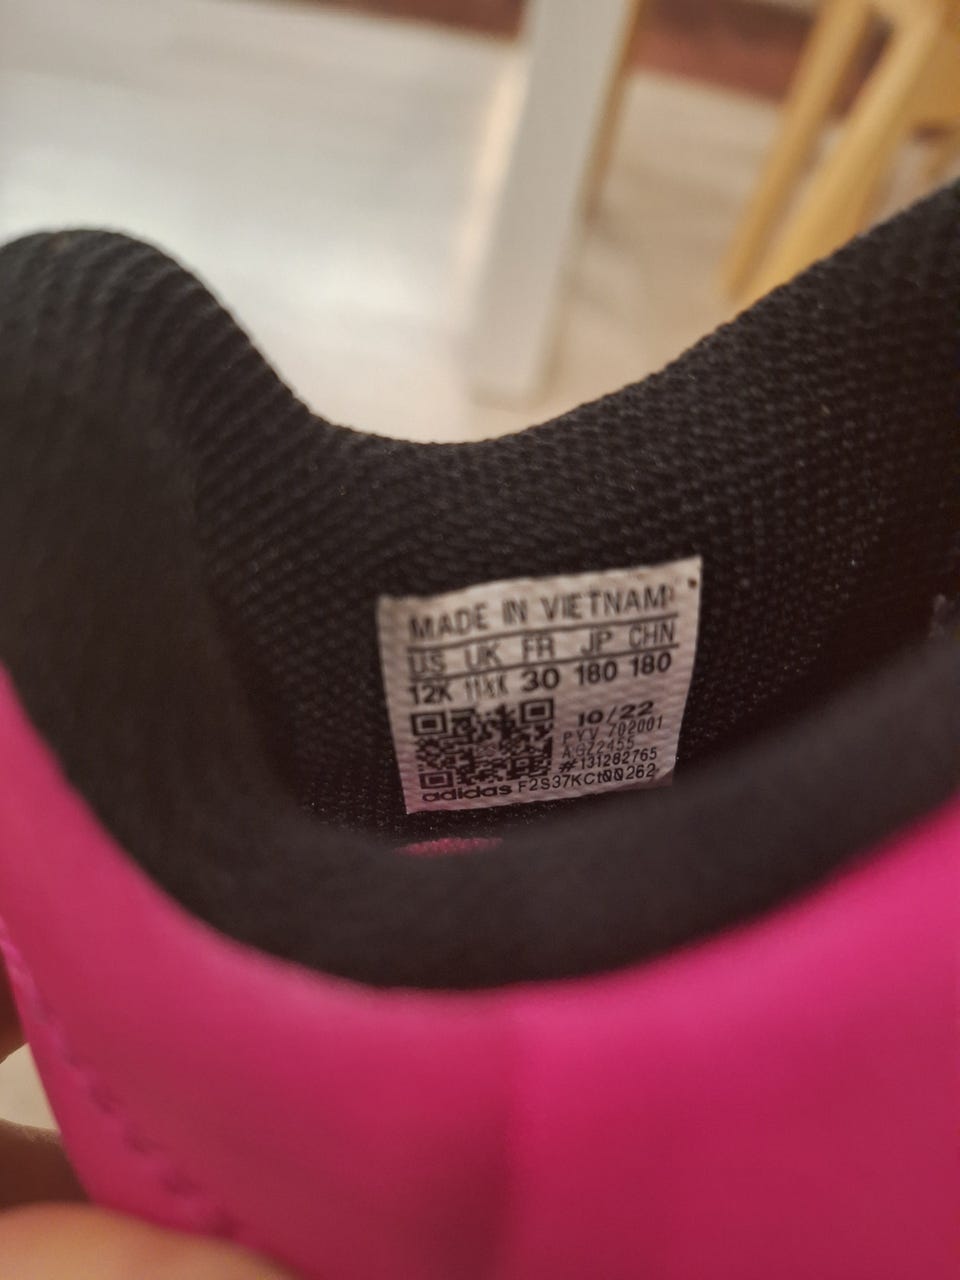 MADE IN VIETNAM
US UK FR JP CHN
12K 11½K 30 180 180
10/22
PYV 702001
#131282765
adidas F2S37KCt00262